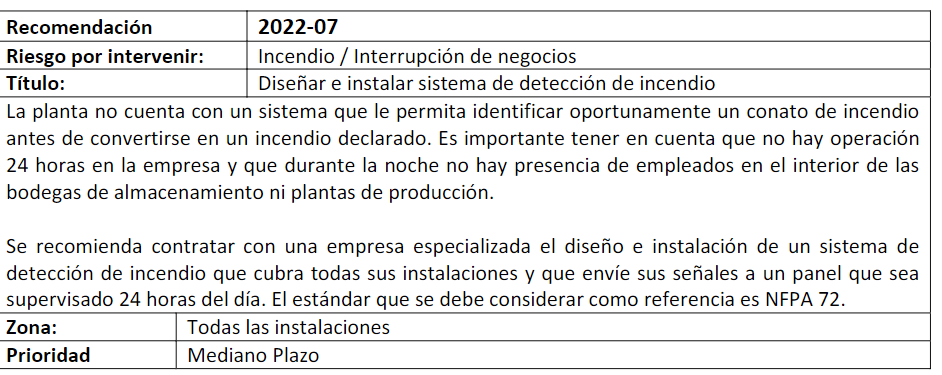 Recomendación 2022-07
Riesgo por intervenir: Incendio / Interrupción de negocios
Título: Diseñar e instalar sistema de detección de incendio
La planta no cuenta con un sistema que le permita identificar oportunamente un conato de incendio
antes de convertirse en un incendio declarado. Es importante tener en cuenta que no hay operación
24 horas en la empresa y que durante la noche no hay presencia de empleados en el interior de las
bodegas de almacenamiento ni plantas de producción.
Se recomienda contratar con una empresa especializada el diseño e instalación de un sistema de
detección de incendio que cubra todas sus instalaciones y que envíe sus señales a un panel que sea
supervisado 24 horas del día. El estándar que se debe considerar como referencia es NFPA 72.
Zona: Todas las instalaciones
Prioridad Mediano Plazo